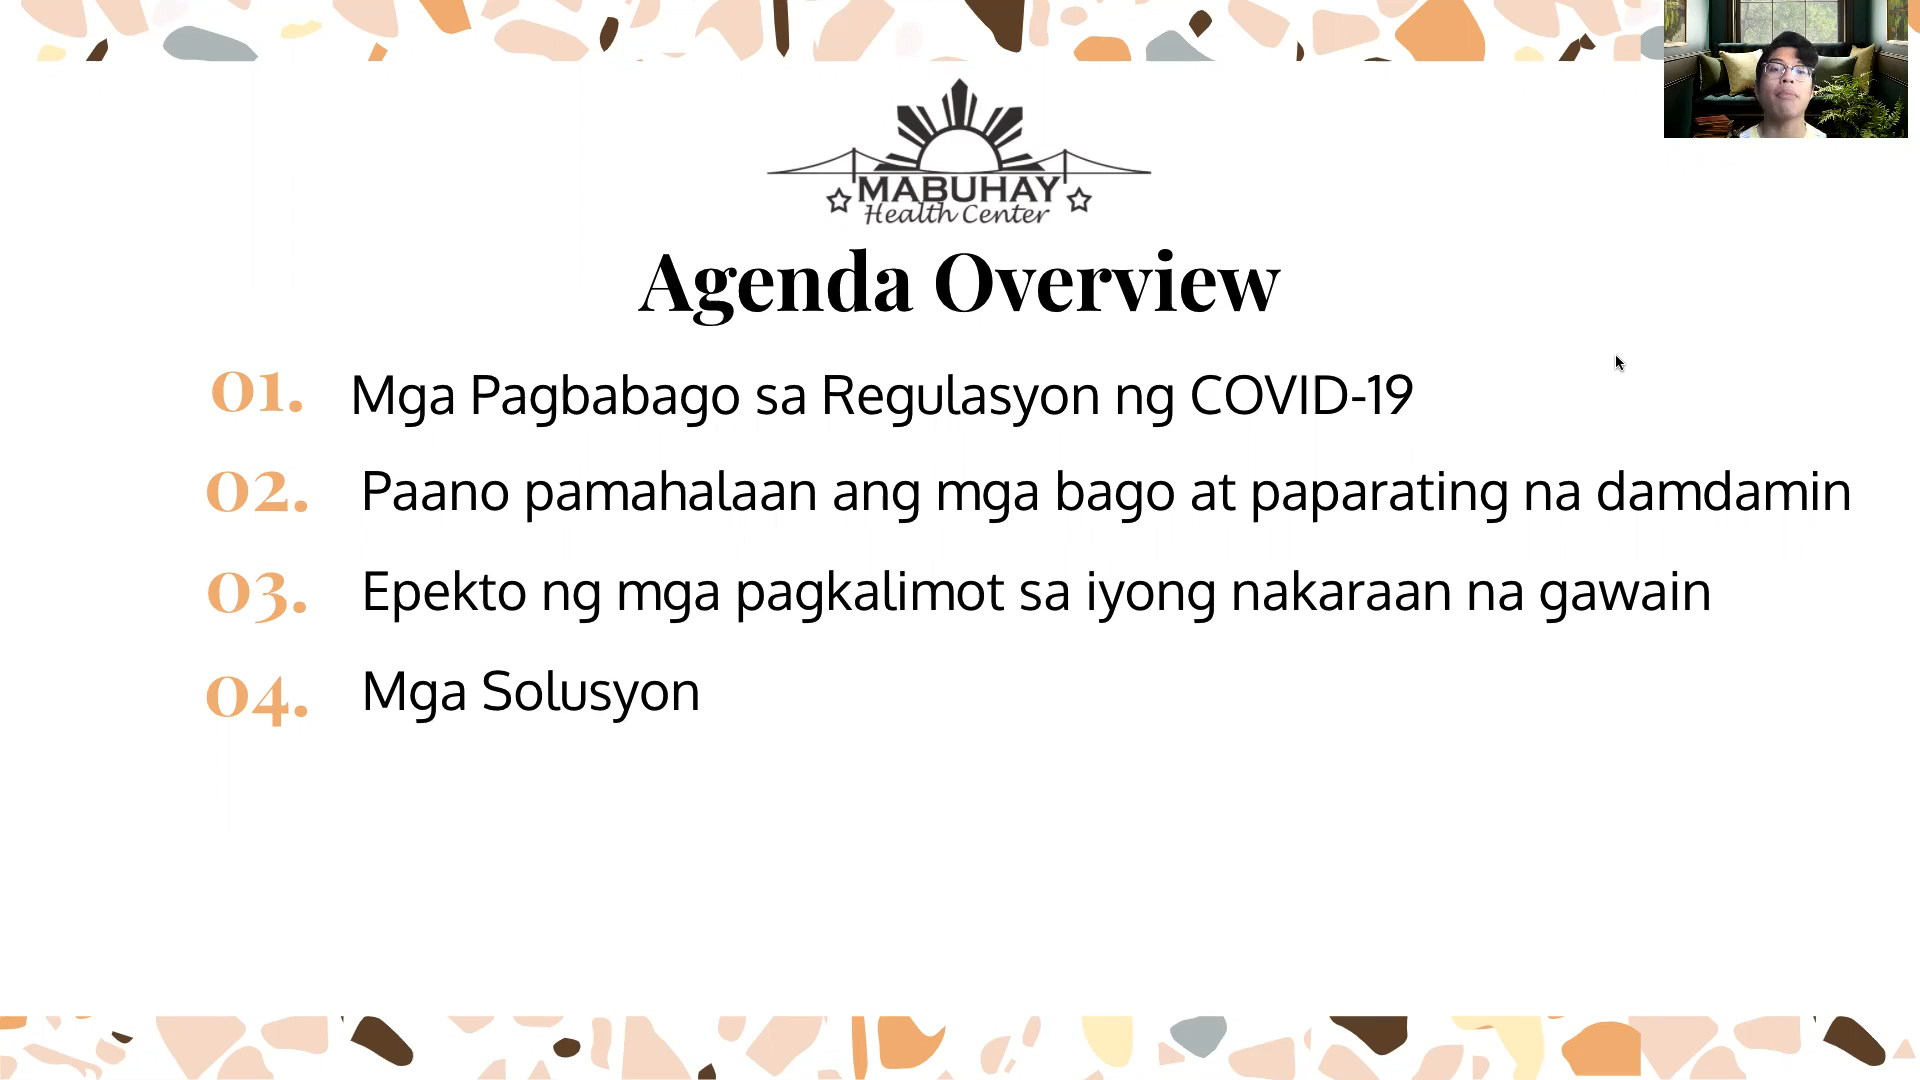 MABUHAY
Health Center
Agenda Overview
01. Mga Pagbabago sa Regulasyon ng COVID-19
02. Paano pamahalaan ang mga bago at paparating na damdamin
03. Epekto ng mga pagkalimot sa iyong nakaraan na gawain
04. Mga Solusyon